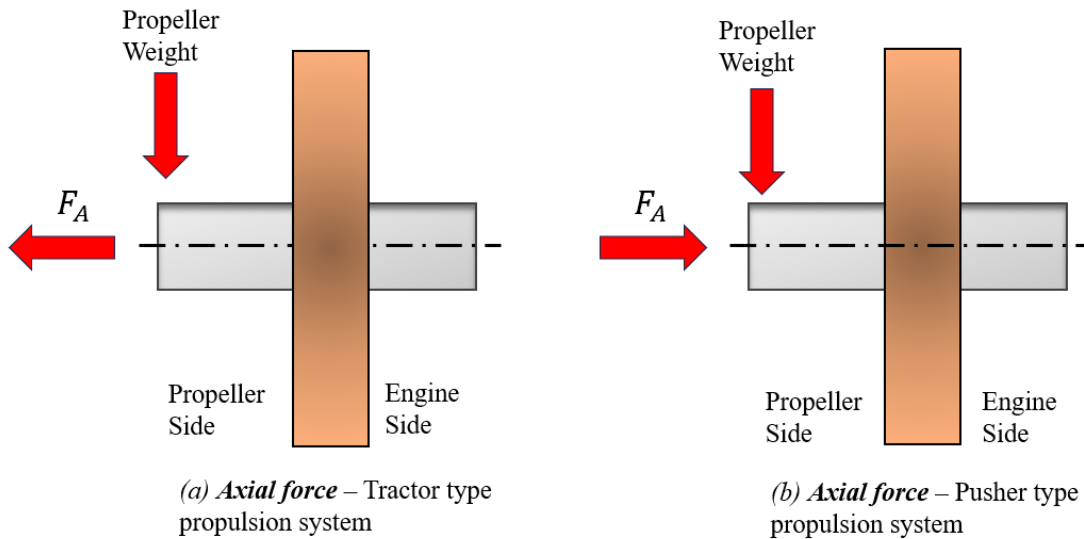 Propeller
Weight
F_A
Propeller
Side
Engine
Side
(a) Axial force – Tractor type
propulsion system
Propeller
Weight
F_A
Propeller
Side
Engine
Side
(b) Axial force – Pusher type
propulsion system